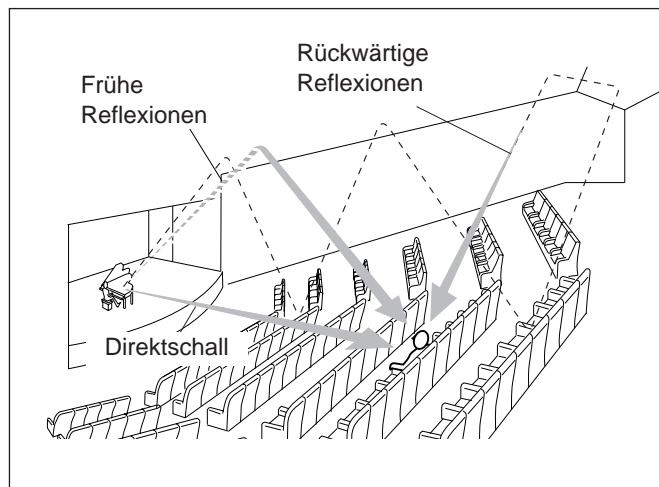 Frühe
Reflexionen
Rückwärtige
Reflexionen
Direktschall